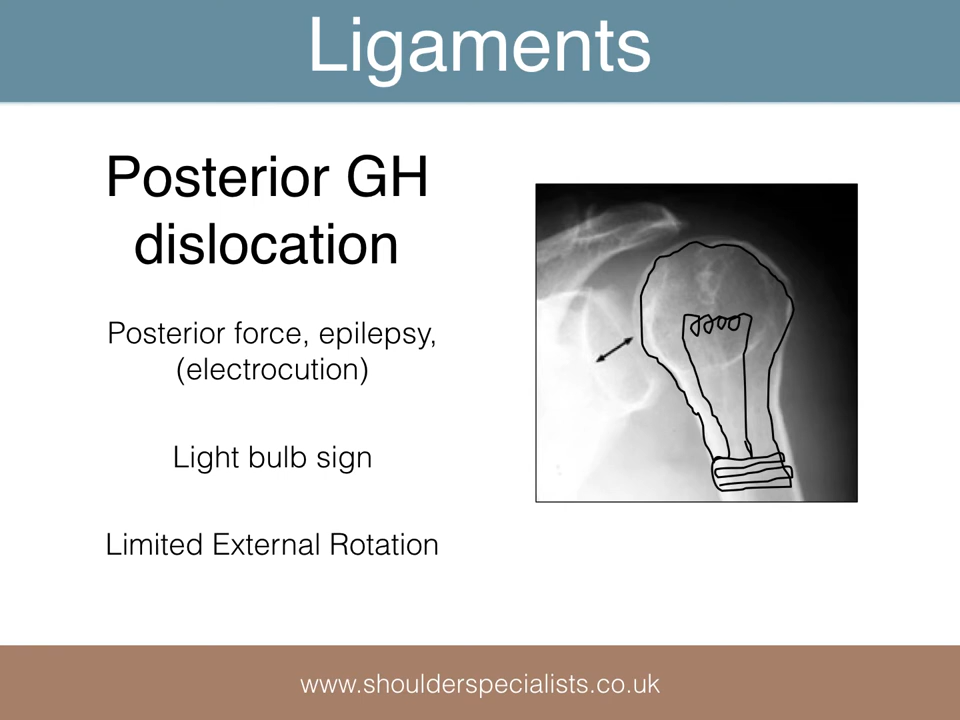 Ligaments
Posterior GH
dislocation
Posterior force, epilepsy,
(electrocution)
Light bulb sign
Limited External Rotation
www.shoulderspecialists.co.uk